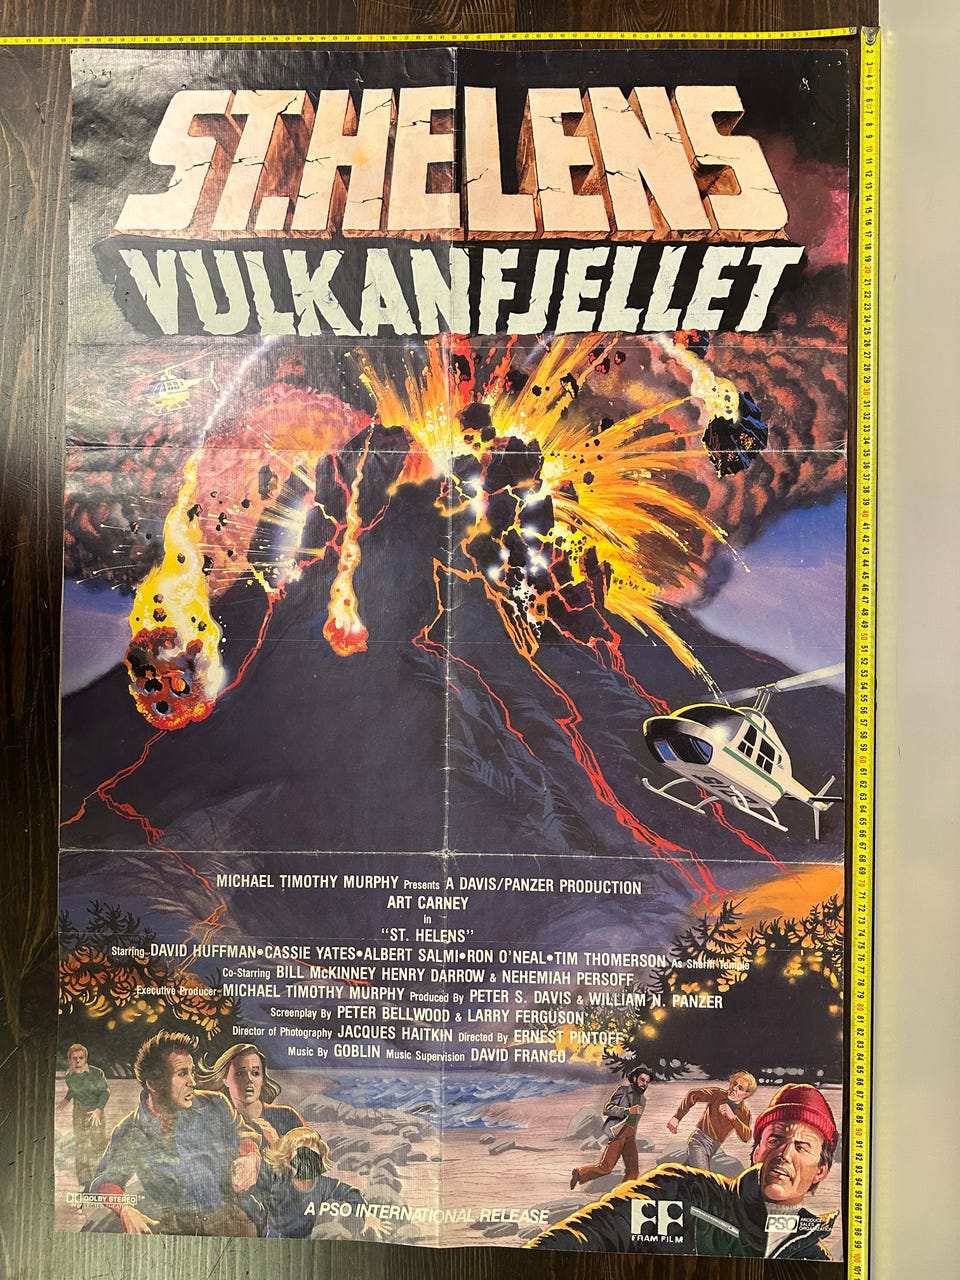 ST. HELENS
VULKANFJELLET
MICHAEL TIMOTHY MURPHY Presents A DAVIS/PANZER PRODUCTION
ART CARNEY
in
"ST. HELENS"
Starring DAVID HUFFMAN•CASSIE YATES•ALBERT SALMI•RON O'NEAL•TIM THOMERSON As Sheriff Temple
Co-Starring BILL McKINNEY HENRY DARROW & NEHEMIAH PERSOFF
Executive Producer MICHAEL TIMOTHY MURPHY Produced By PETER S. DAVIS & WILLIAM N. PANZER
Screenplay By PETER BELLWOOD & LARRY FERGUSON
Director of Photography JACQUES HAITKIN Directed By ERNEST PINTOFF
Music By GOBLIN Music Supervision DAVID FRANCO
DOLBY STEREO
A PSO INTERNATIONAL RELEASE
FF
FRAM FILM
PSO PRODUCERS SALES ORGANIZATION